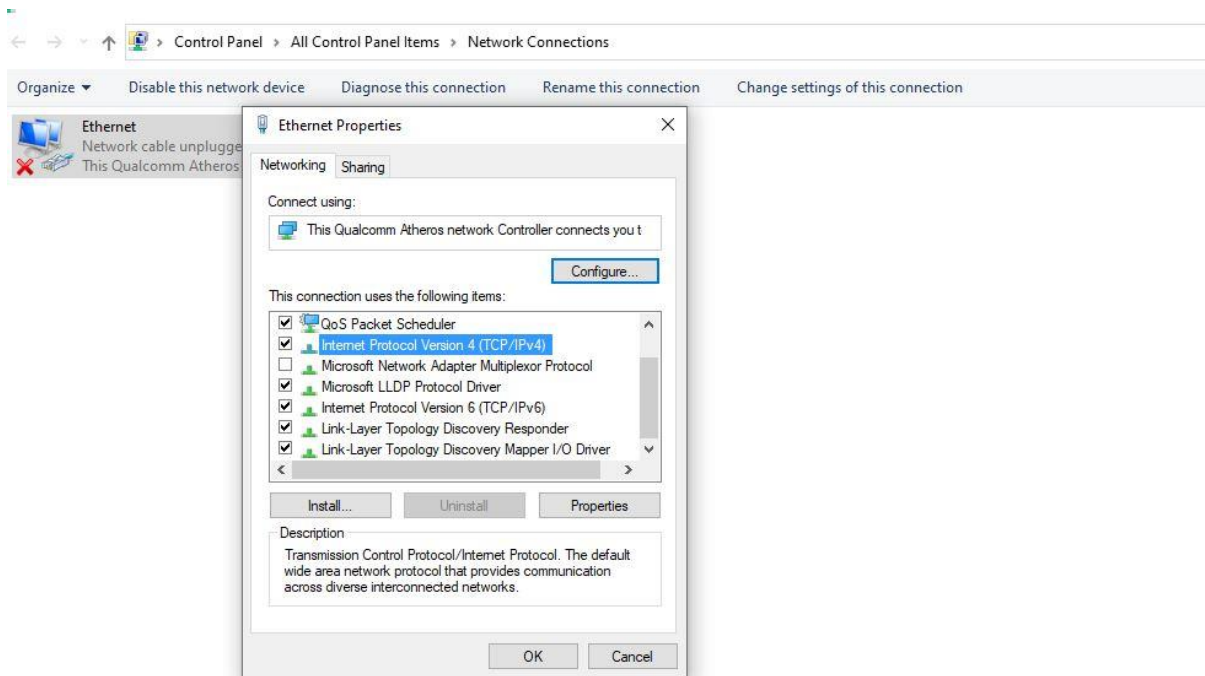 Control Panel > All Control Panel Items > Network Connections
Organize Disable this network device Diagnose this connection Rename this connection Change settings of this connection
Ethernet
Network cable unplugge
This Qualcomm Atheros
Ethernet Properties
Networking Sharing
Connect using:
This Qualcomm Atheros network Controller connects you t
Configure...
This connection uses the following items:
QoS Packet Scheduler
Internet Protocol Version 4 (TCP/IPv4)
Microsoft Network Adapter Multiplexor Protocol
Microsoft LLDP Protocol Driver
Internet Protocol Version 6 (TCP/IPv6)
Link-Layer Topology Discovery Responder
Link-Layer Topology Discovery Mapper I/O Driver
Install... Uninstall Properties
Description
Transmission Control Protocol/Internet Protocol. The default
wide area network protocol that provides communication
across diverse interconnected networks.
OK Cancel